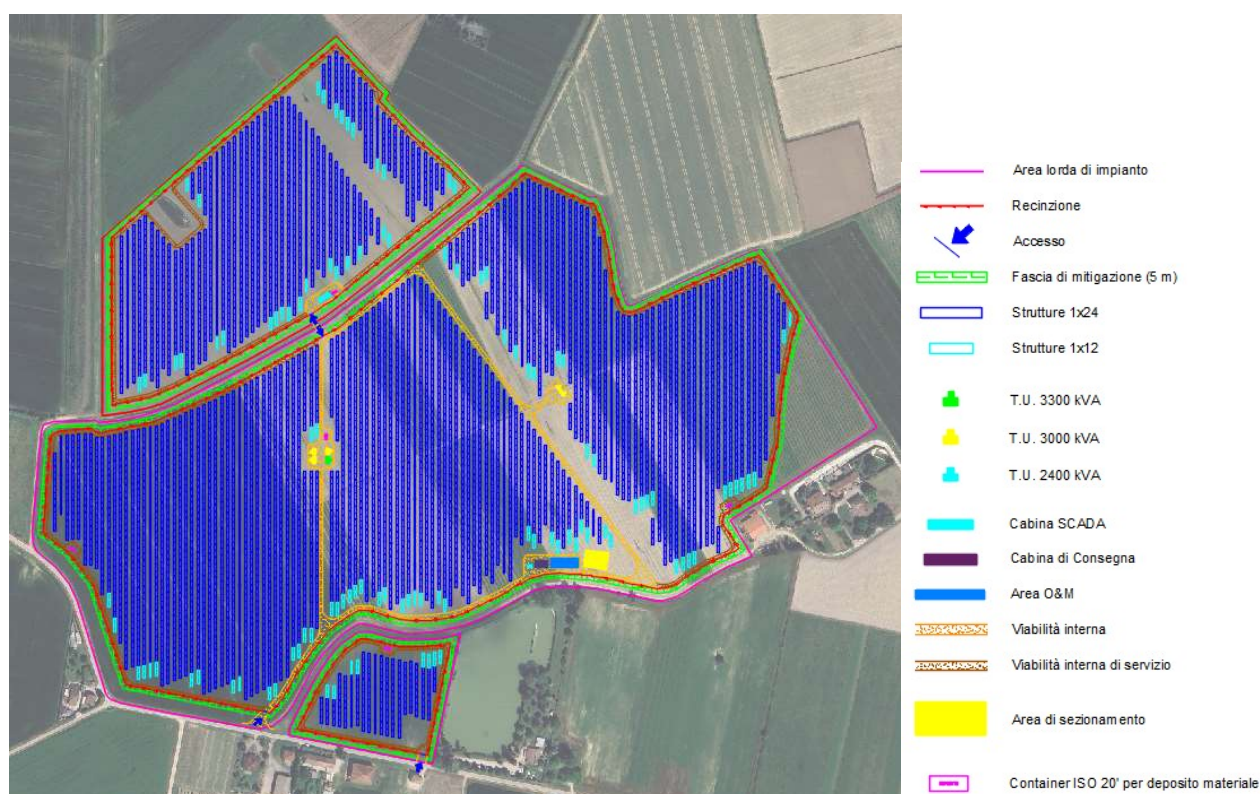 Area lorda di impianto
Recinzione
Accesso
Fascia di mitigazione (5 m)
Strutture 1x24
Strutture 1x12
T.U. 3300 kVA
T.U. 3000 kVA
T.U. 2400 kVA
Cabina SCADA
Cabina di Consegna
Area O&M
Viabilità interna
Viabilità interna di servizio
Area di sezionamento
Container ISO 20' per deposito materiale